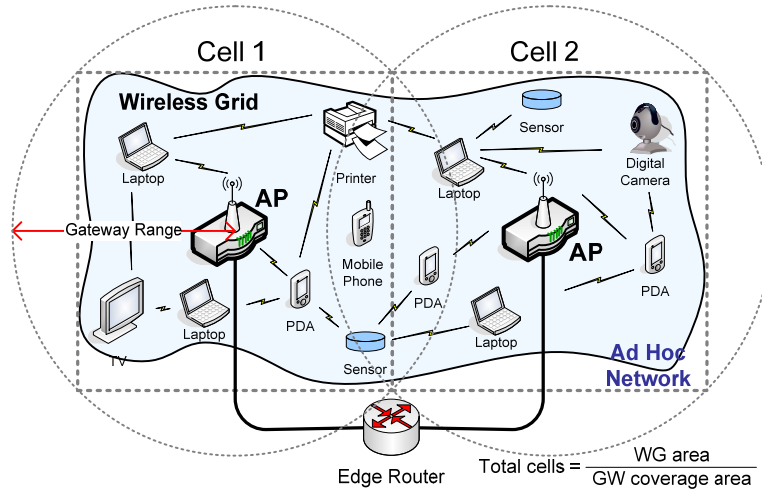 Cell 1
Cell 2
Wireless Grid
Sensor
Laptop
Printer
Laptop
Digital
Camera
AP
Gateway Range
Mobile
Phone
AP
PDA
PDA
PDA
Laptop
Laptop
TV
Sensor
Ad Hoc
Network
Edge Router
Total cells = WG area
GW coverage area